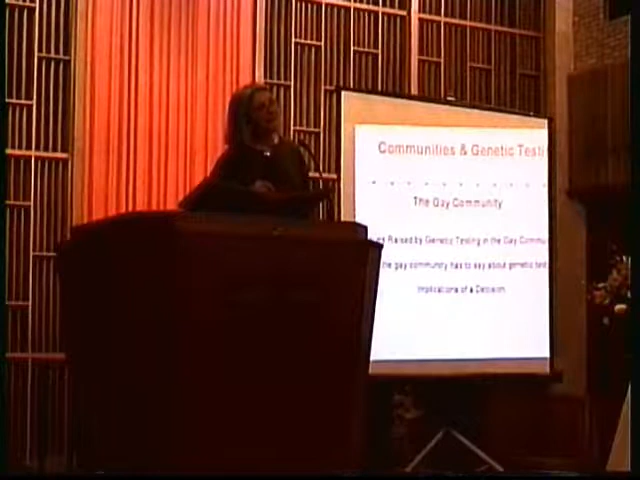 Communities & Genetic Testi
The Gay Community
Raised by Genetic Testing in the Gay Commu
he gay community has to say about genetic test
Implications of a Decision